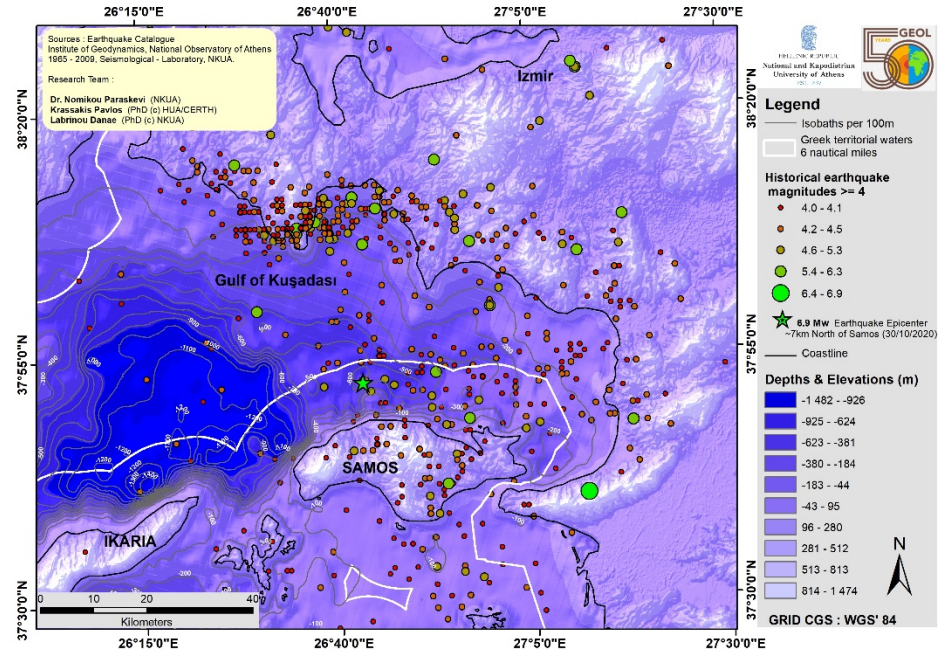 26°15'0"E
26°40'0"E
27°5'0"E
27°30'0"E
Sources : Earthquake Catalogue
Institute of Geodynamics, National Observatory of Athens
1965 - 2009, Seismological - Laboratory, NKUA.
Research Team :
Dr. Nomikou Paraskevi (NKUA)
Krassakis Pavlos (PhD (c) HUA/CERTH)
Labrinou Danae (PhD (c) NKUA)
38°20'0"N
37°55'0"N
37°30'0"N
Izmir
Gulf of Kuşadası
SAMOS
IKARIA
0 10 20 40
Kilometers
26°15'0"E
26°40'0"E
27°5'0"E
27°30'0"E
38°20'0"N
37°55'0"N
37°30'0"N
HELLENIC REPUBLIC
National and Kapodistrian
University of Athens
EST. 1837
50
YEARS
GEOL
Legend
Isobaths per 100m
Greek territorial waters
6 nautical miles
Historical earthquake
magnitudes >= 4
4.0 - 4.1
4.2 - 4.5
4.6 - 5.3
5.4 - 6.3
6.4 - 6.9
6.9 Mw Earthquake Epicenter
~7km North of Samos (30/10/2020)
Coastline
Depths & Elevations (m)
-1 482 - -926
-925 - -624
-623 - -381
-380 - -184
-183 - -44
-43 - 95
96 - 280
281 - 512
513 - 813
814 - 1 474
N
GRID CGS : WGS' 84